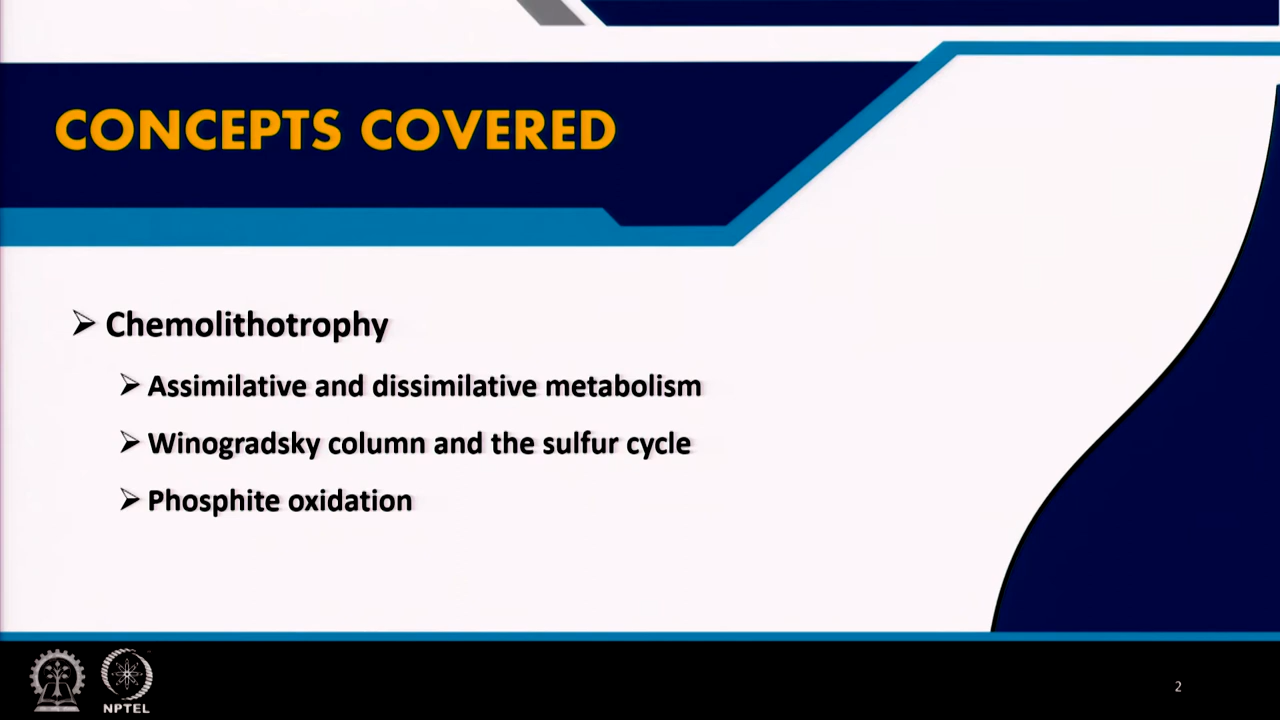 CONCEPTS COVERED
➢ Chemolithotrophy
➢ Assimilative and dissimilative metabolism
➢ Winogradsky column and the sulfur cycle
➢ Phosphite oxidation
NPTEL
2